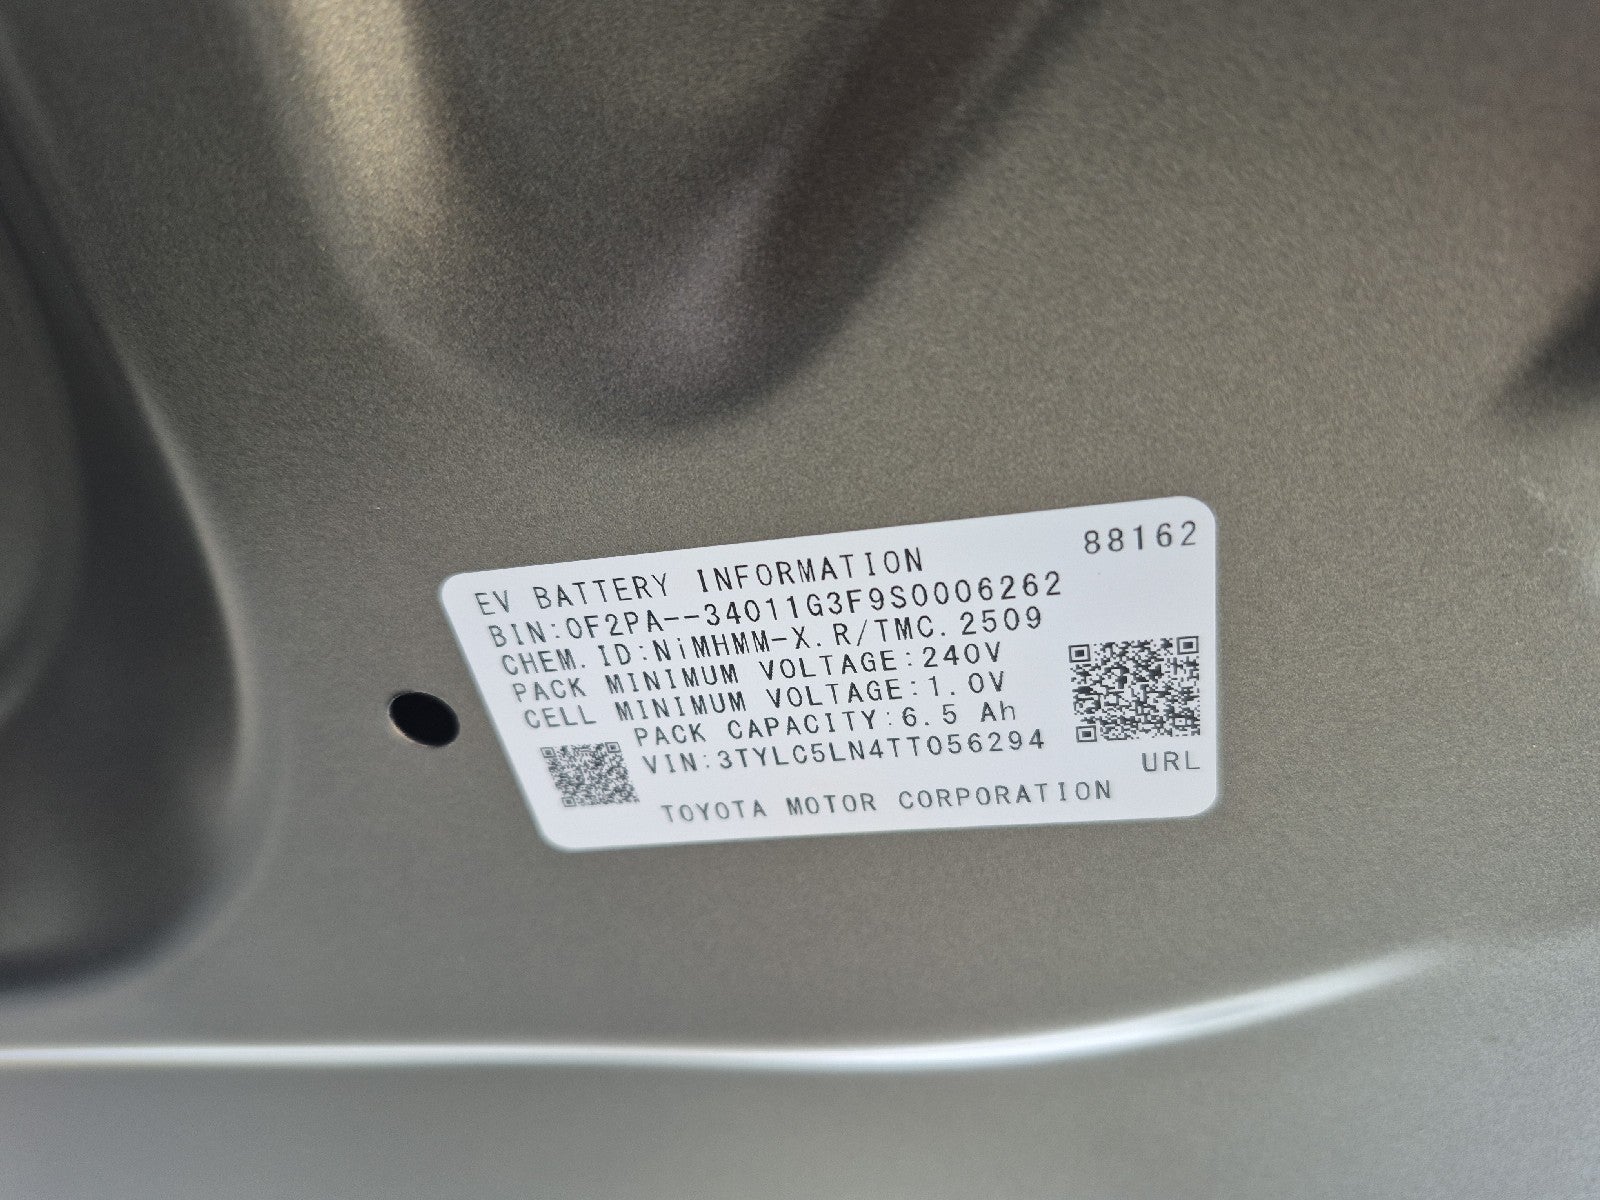 88162
EV BATTERY INFORMATION
BIN:0F2PA--34011G3F9S0006262
CHEM. ID:NiMHMM-X.R/TMC.2509
PACK MINIMUM VOLTAGE:240V
CELL MINIMUM VOLTAGE:1.0V
PACK CAPACITY:6.5 Ah
VIN:3TYLC5LN4TT056294
URL
TOYOTA MOTOR CORPORATION